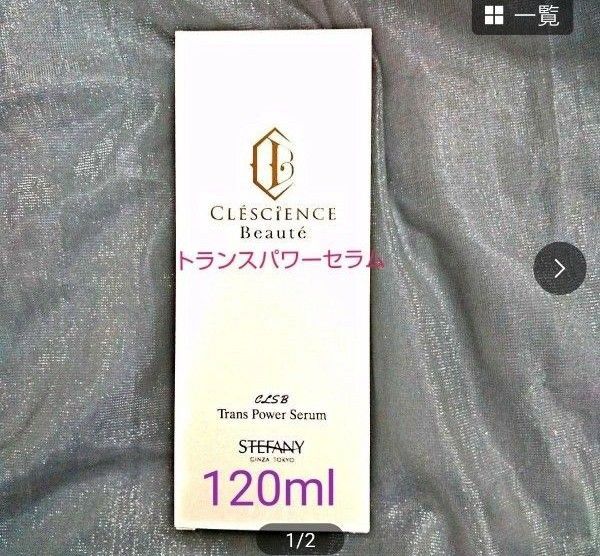 一覧
CLÉSCIENCE
Beauté
トランスパワーセラム
CLSB
Trans Power Serum
STEFANY
GINZA TOKYO
120ml
1/2